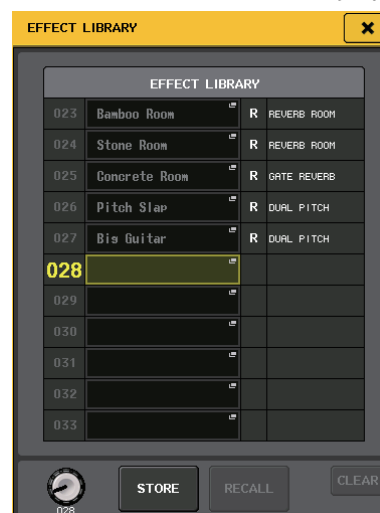 EFFECT LIBRARY
EFFECT LIBRARY
023 Bamboo Room R REVERB ROOM
024 Stone Room R REVERB ROOM
025 Concrete Room R GATE REVERB
026 Pitch Slap R DUAL PITCH
027 Big Guitar R DUAL PITCH
028
029
030
031
032
033
STORE RECALL CLEAR
028